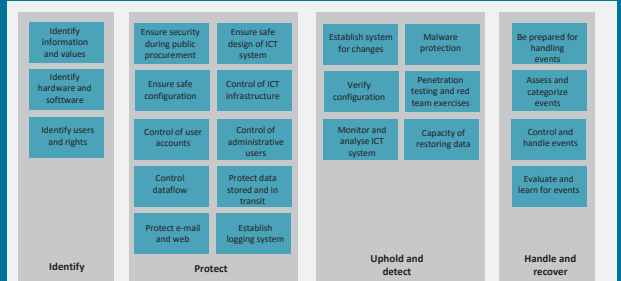 Identify
information
and values
Identify
hardware and
softtware
Identify users
and rights
Identify
Ensure security
during public
procurement
Ensure safe
design of ICT
system
Ensure safe
configuration
Control of ICT
infrastructure
Control of user
accounts
Control of
administrative
users
Control
dataflow
Protect data
stored and in
transit
Protect e-mail
and web
Establish
logging system
Protect
Establish system
for changes
Malware
protection
Verify
configuration
Penetration
testing and red
team exercises
Monitor and
analyse ICT
system
Capacity of
restoring data
Uphold and
detect
Be prepared for
handling
events
Assess and
categorize
events
Control and
handle events
Evaluate and
learn for events
Handle and
recover